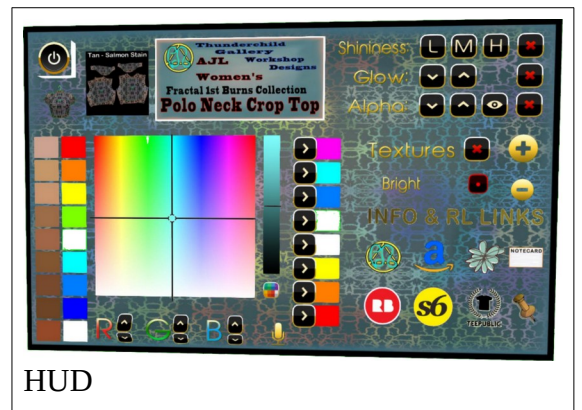 Tan - Salmon Stain
Thunderchild
Gallery
AJL Workshop
Designs
Women's
Fractal 1st Burns Collection
Polo Neck Crop Top
Shininess: L M H
Glow:
Alpha:
Textures
Bright
INFO & RL LINKS
a
NOTECARD
RB
s6
TEEPUBLIC
R G B
HUD